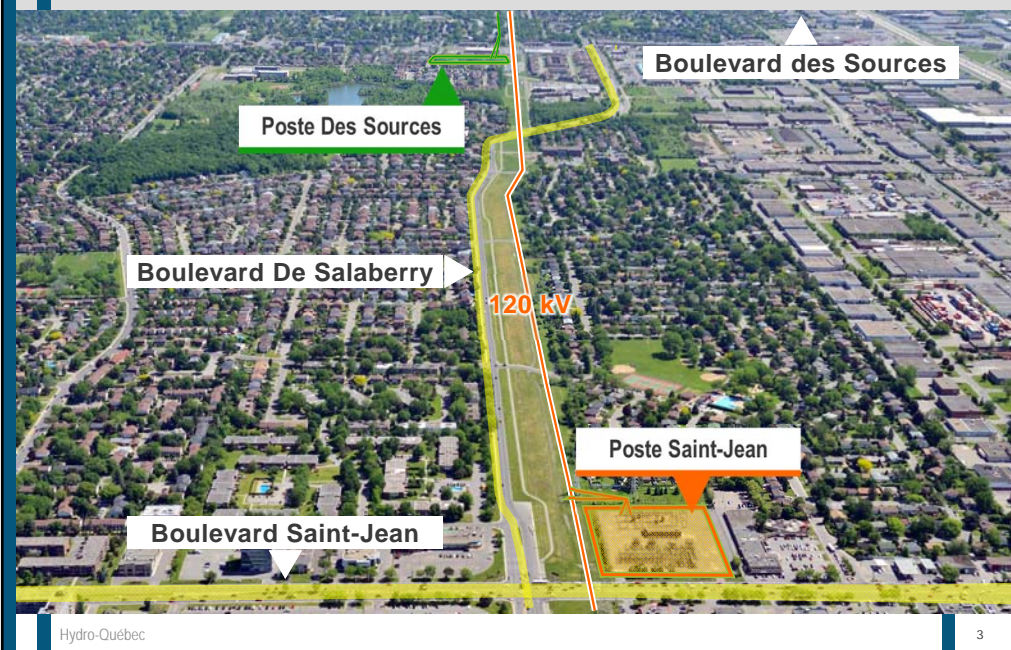 Boulevard des Sources
Poste Des Sources
Boulevard De Salaberry
120 kV
Poste Saint-Jean
Boulevard Saint-Jean
Hydro-Québec
3